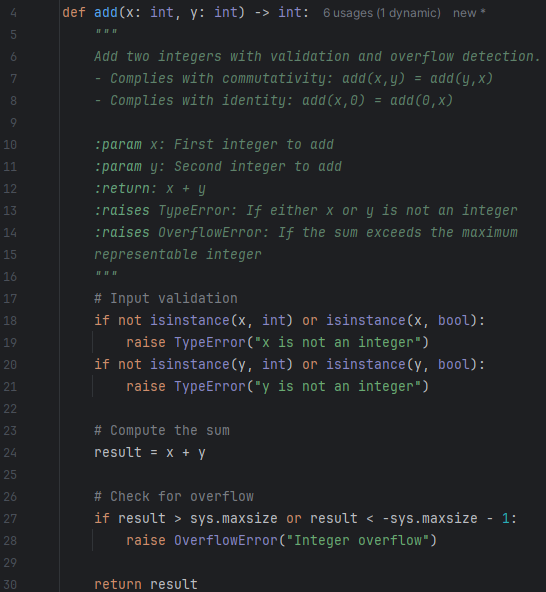 4 def add(x: int, y: int) -> int: 6 usages (1 dynamic) new *
5 """
6 Add two integers with validation and overflow detection.
7 - Complies with commutativity: add(x,y) = add(y,x)
8 - Complies with identity: add(x,0) = add(0,x)
9
10 :param x: First integer to add
11 :param y: Second integer to add
12 :return: x + y
13 :raises TypeError: If either x or y is not an integer
14 :raises OverflowError: If the sum exceeds the maximum
15 representable integer
16 """
17 # Input validation
18 if not isinstance(x, int) or isinstance(x, bool):
19 raise TypeError("x is not an integer")
20 if not isinstance(y, int) or isinstance(y, bool):
21 raise TypeError("y is not an integer")
22
23 # Compute the sum
24 result = x + y
25
26 # Check for overflow
27 if result > sys.maxsize or result < -sys.maxsize - 1:
28 raise OverflowError("Integer overflow")
29
30 return result